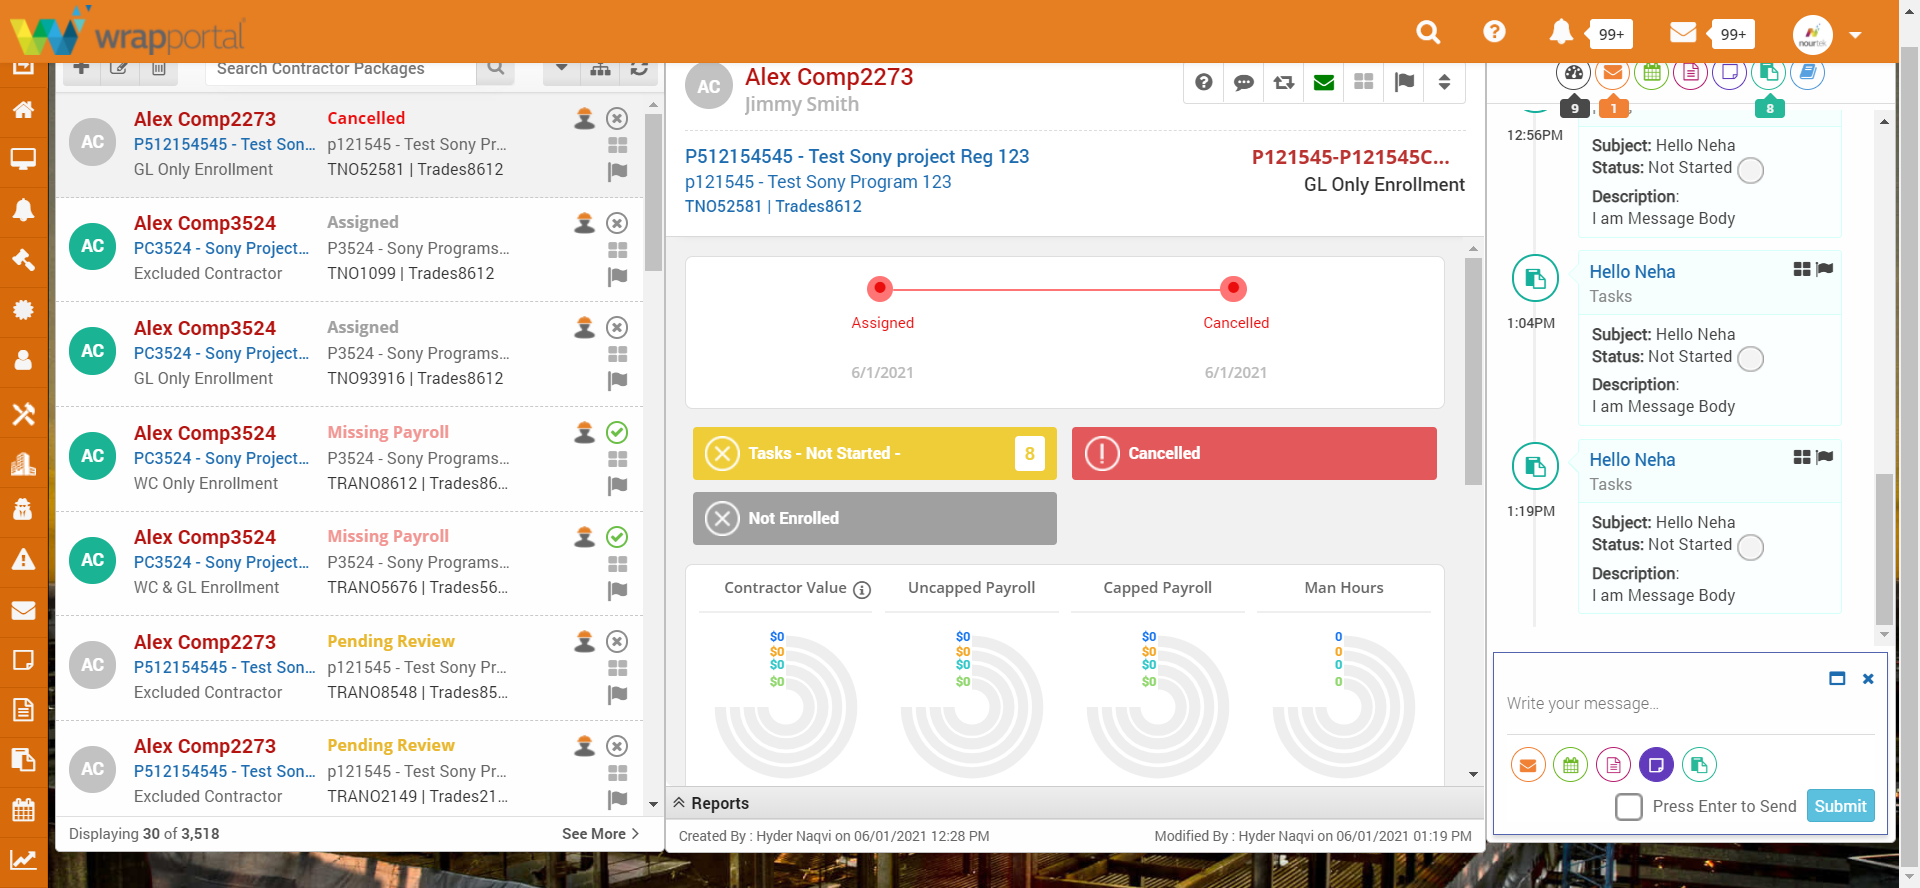 wrapportal
99+
99+
nourtek
Search Contractor Packages
AC
Alex Comp2273
Cancelled
P512154545 - Test Son...
p121545 - Test Sony Pr...
GL Only Enrollment
TNO52581 | Trades8612
AC
Alex Comp3524
Assigned
PC3524 - Sony Project...
P3524 - Sony Programs...
Excluded Contractor
TNO1099 | Trades8612
AC
Alex Comp3524
Assigned
PC3524 - Sony Project...
P3524 - Sony Programs...
GL Only Enrollment
TNO93916 | Trades8612
AC
Alex Comp3524
Missing Payroll
PC3524 - Sony Project...
P3524 - Sony Programs...
WC Only Enrollment
TRANO8612 | Trades86...
AC
Alex Comp3524
Missing Payroll
PC3524 - Sony Project...
P3524 - Sony Programs...
WC & GL Enrollment
TRANO5676 | Trades56...
AC
Alex Comp2273
Pending Review
P512154545 - Test Son...
p121545 - Test Sony Pr...
Excluded Contractor
TRANO8548 | Trades85...
AC
Alex Comp2273
Pending Review
P512154545 - Test Son...
p121545 - Test Sony Pr...
Excluded Contractor
TRANO2149 | Trades21...
Displaying 30 of 3,518
See More
AC
Alex Comp2273
Jimmy Smith
P512154545 - Test Sony project Reg 123
P121545-P121545C...
p121545 - Test Sony Program 123
GL Only Enrollment
TNO52581 | Trades8612
Assigned
Cancelled
6/1/2021
6/1/2021
Tasks - Not Started -
8
Cancelled
Not Enrolled
Contractor Value
Uncapped Payroll
Capped Payroll
Man Hours
$0
$0
$0
$0
$0
$0
$0
$0
$0
$0
$0
$0
0
0
0
0
Reports
Created By : Hyder Naqvi on 06/01/2021 12:28 PM
Modified By : Hyder Naqvi on 06/01/2021 01:19 PM
9
1
8
12:56PM
Subject: Hello Neha
Status: Not Started
Description:
I am Message Body
Hello Neha
Tasks
1:04PM
Subject: Hello Neha
Status: Not Started
Description:
I am Message Body
Hello Neha
Tasks
1:19PM
Subject: Hello Neha
Status: Not Started
Description:
I am Message Body
Write your message...
Press Enter to Send
Submit